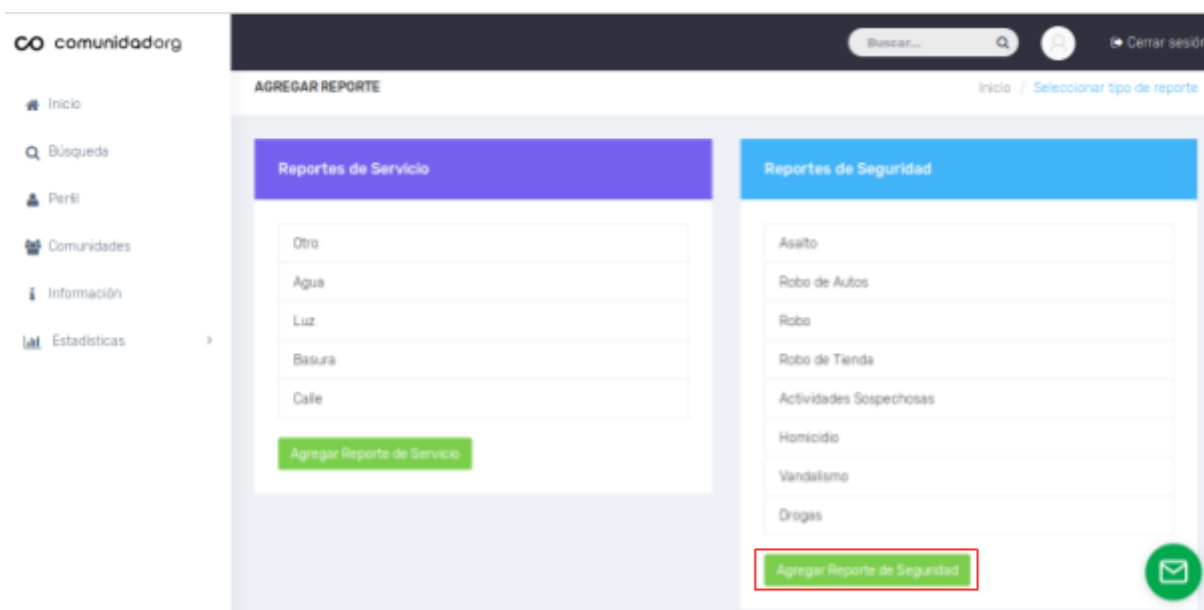 comunidadorg
Buscar...
Cerrar sesión
AGREGAR REPORTE
Inicio / Seleccionar tipo de reporte
Inicio
Búsqueda
Perfil
Comunidades
Información
Estadísticas
Reportes de Servicio
Otro
Agua
Luz
Basura
Calle
Agregar Reporte de Servicio
Reportes de Seguridad
Asalto
Robo de Autos
Robo
Robo de Tienda
Actividades Sospechosas
Homicidio
Vandalismo
Drogas
Agregar Reporte de Seguridad